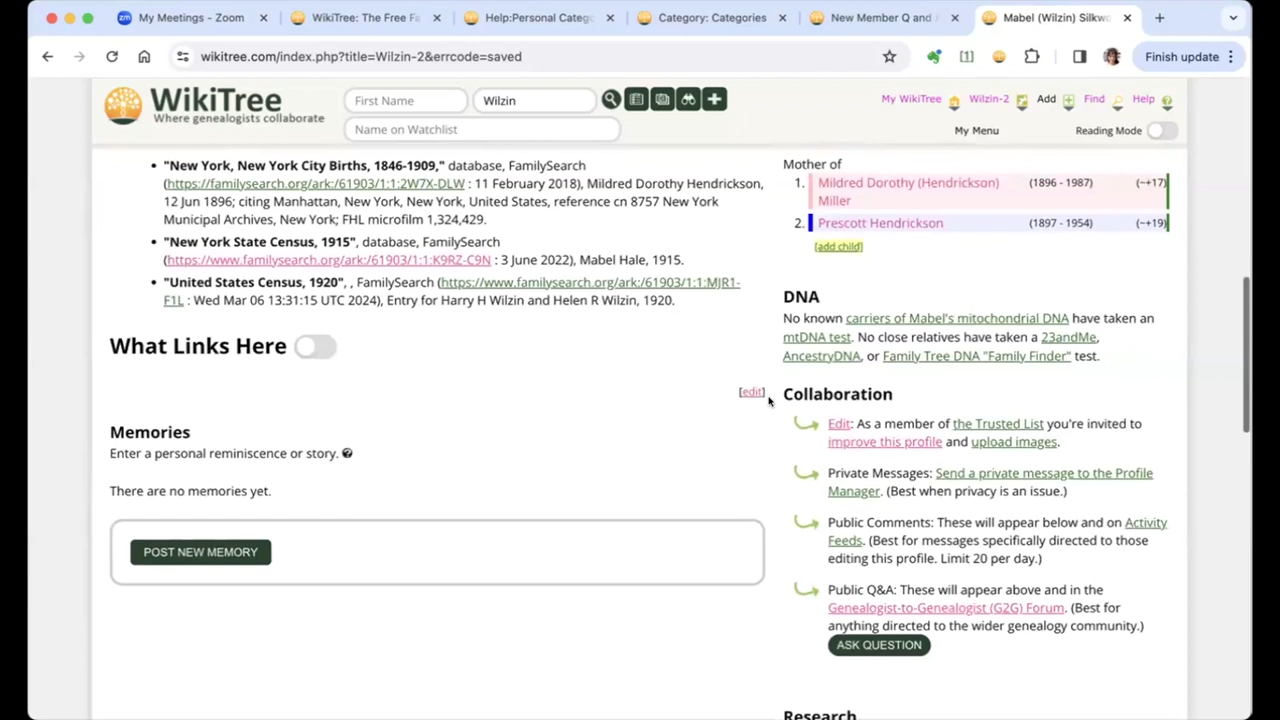 My Meetings - Zoom
WikiTree: The Free Fa
Help:Personal Categ
Category: Categories
New Member Q and A
Mabel (Wilzin) Silkwo
wikitree.com/index.php?title=Wilzin-2&errcode=saved
Finish update
WikiTree
Where genealogists collaborate
First Name
Wilzin
Name on Watchlist
My WikiTree
Wilzin-2
Add
Find
Help
My Menu
Reading Mode
"New York, New York City Births, 1846-1909," database, FamilySearch
(https://familysearch.org/ark:/61903/1:1:2W7X-DLW : 11 February 2018), Mildred Dorothy Hendrickson,
12 Jun 1896; citing Manhattan, New York, New York, United States, reference cn 8757 New York
Municipal Archives, New York; FHL microfilm 1,324,429.
"New York State Census, 1915", database, FamilySearch
(https://www.familysearch.org/ark:/61903/1:1:K9RZ-C9N : 3 June 2022), Mabel Hale, 1915.
"United States Census, 1920", , FamilySearch (https://www.familysearch.org/ark:/61903/1:1:MJR1-
F1L : Wed Mar 06 13:31:15 UTC 2024), Entry for Harry H Wilzin and Helen R Wilzin, 1920.
What Links Here
[edit]
Memories
Enter a personal reminiscence or story. ?
There are no memories yet.
POST NEW MEMORY
Mother of
1. Mildred Dorothy (Hendrickson) Miller (1896 - 1987) (~+17)
2. Prescott Hendrickson (1897 - 1954) (~+19)
[add child]
DNA
No known carriers of Mabel's mitochondrial DNA have taken an
mtDNA test. No close relatives have taken a 23andMe,
AncestryDNA, or Family Tree DNA "Family Finder" test.
Collaboration
Edit: As a member of the Trusted List you're invited to
improve this profile and upload images.
Private Messages: Send a private message to the Profile
Manager. (Best when privacy is an issue.)
Public Comments: These will appear below and on Activity
Feeds. (Best for messages specifically directed to those
editing this profile. Limit 20 per day.)
Public Q&A: These will appear above and in the
Genealogist-to-Genealogist (G2G) Forum. (Best for
anything directed to the wider genealogy community.)
ASK QUESTION
Research